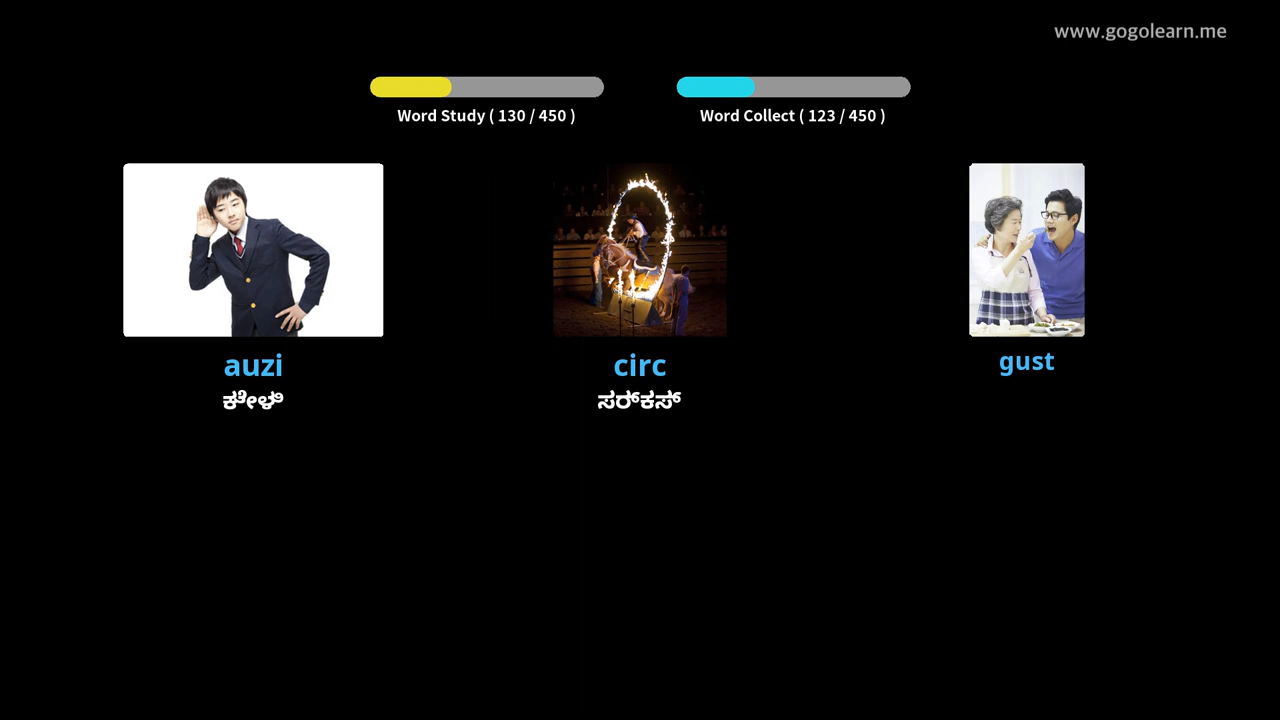 www.gogolearn.me
Word Study ( 130 / 450 )
Word Collect ( 123 / 450 )
auzi
circ
gust
ಕೇಳಿ
ಸರ್ಕಸ್